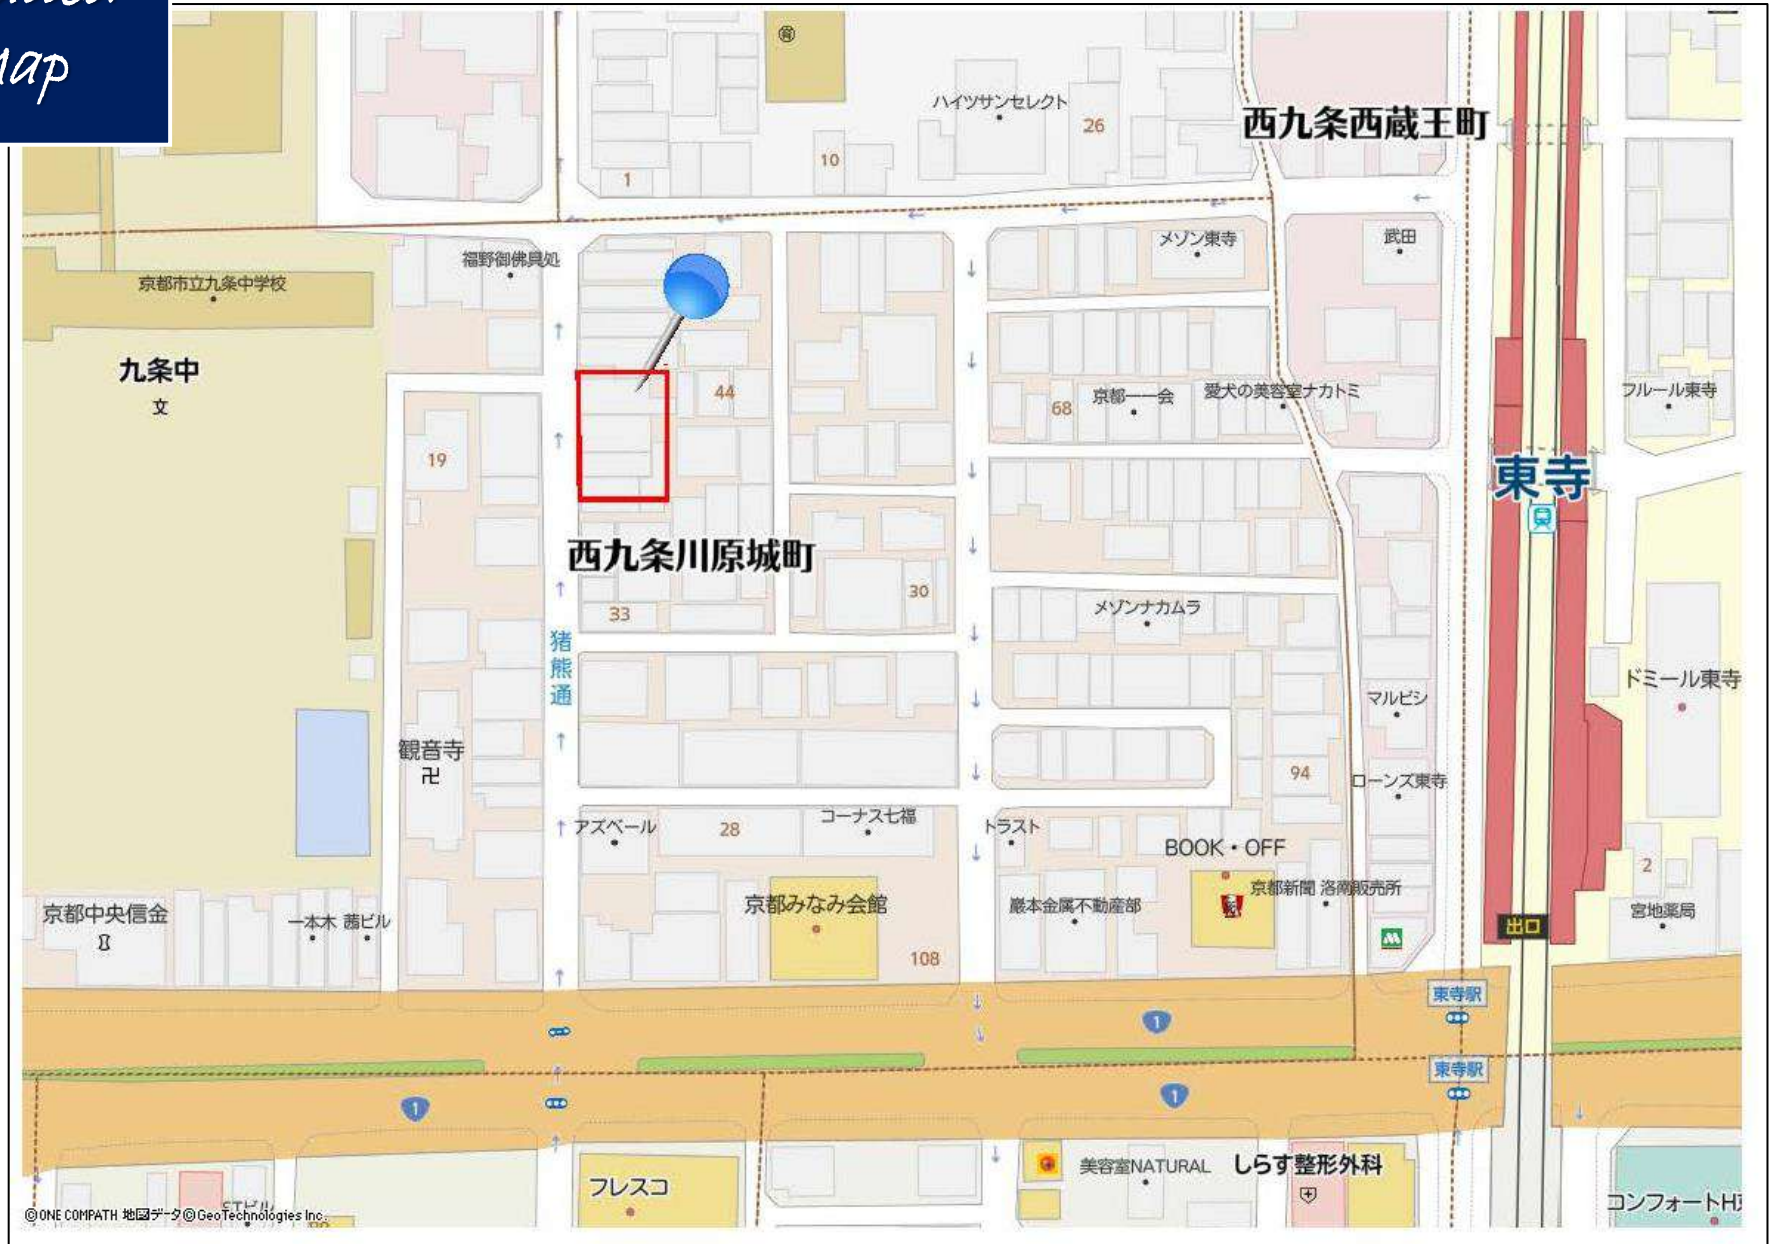 Map
ハイツサンセレクト
26
西九条西蔵王町
10
1
福野御佛具処
メゾン東寺
武田
京都市立九条中学校
九条中
文
44
68
京都一一会
愛犬の美容室ナカトミ
フルール東寺
19
東寺
西九条川原城町
30
33
メゾンナカムラ
猪熊通
ドミール東寺
マルビシ
観音寺
卍
94
ローンズ東寺
アズベール
28
コーナス七福
トラスト
BOOK・OFF
2
京都中央信金
一本木
茜ビル
京都みなみ会館
巌本金属不動産部
京都新聞 洛南販売所
宮地薬局
出口
108
東寺駅
1
東寺駅
1
1
美容室NATURAL
しらす整形外科
フレスコ
STビル
コンフォートH
©ONE COMPATH 地図データ©GeoTechnologies Inc.